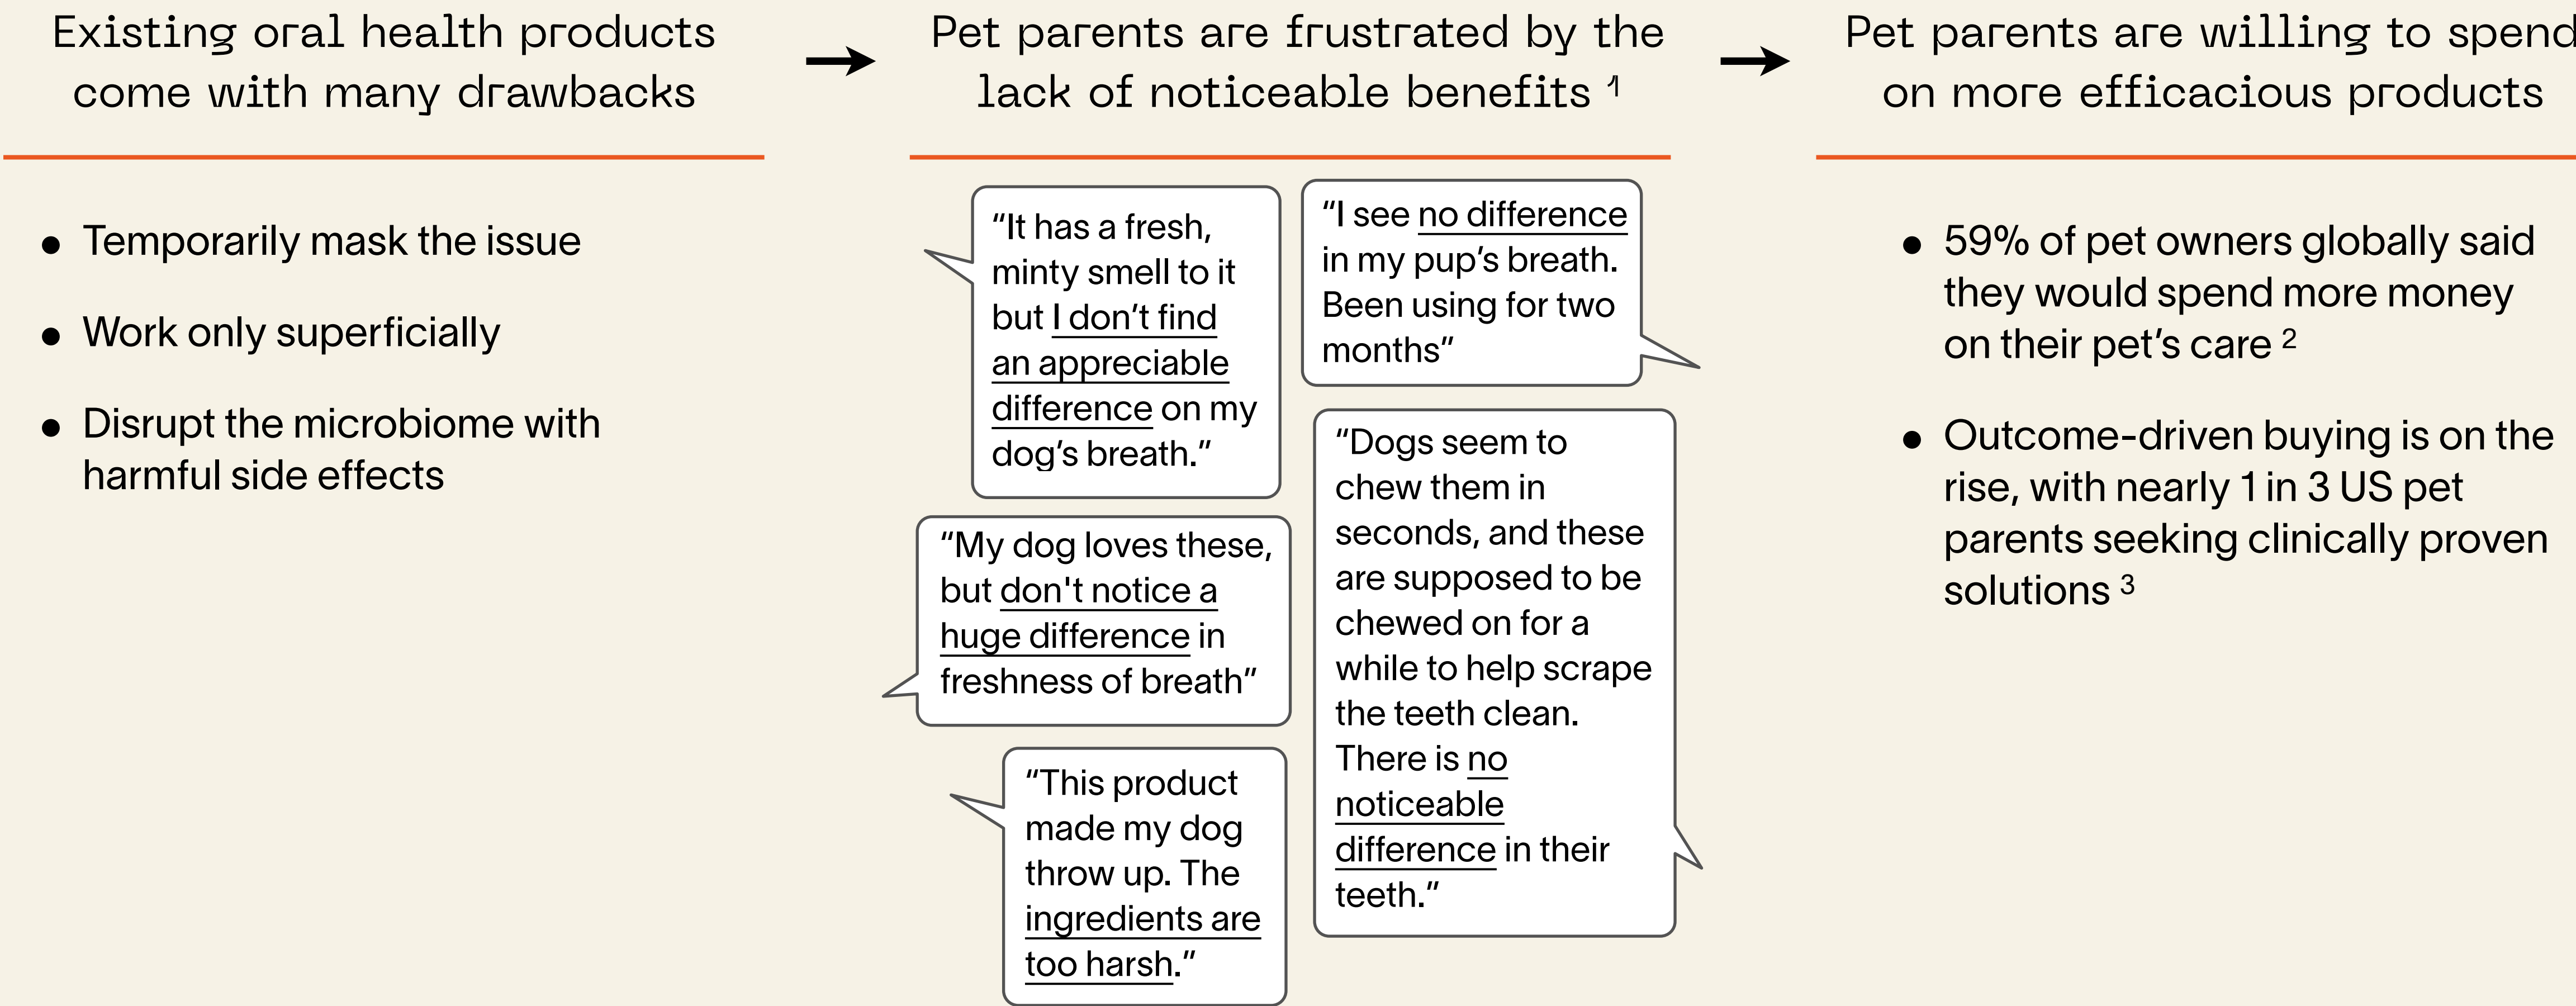 Existing oral health products
come with many drawbacks
Temporarily mask the issue
Work only superficially
Disrupt the microbiome with
harmful side effects
Pet parents are frustrated by the
lack of noticeable benefits 1
“It has a fresh,
minty smell to it
but I don’t find
an appreciable
difference on my
dog’s breath.”
“I see no difference
in my pup’s breath.
Been using for two
months”
“My dog loves these,
but don't notice a
huge difference in
freshness of breath”
“Dogs seem to
chew them in
seconds, and these
are supposed to be
chewed on for a
while to help scrape
the teeth clean.
There is no
noticeable
difference in their
teeth.”
“This product
made my dog
throw up. The
ingredients are
too harsh.”
Pet parents are willing to spend
on more efficacious products
59% of pet owners globally said
they would spend more money
on their pet’s care 2
Outcome-driven buying is on the
rise, with nearly 1 in 3 US pet
parents seeking clinically proven
solutions 3